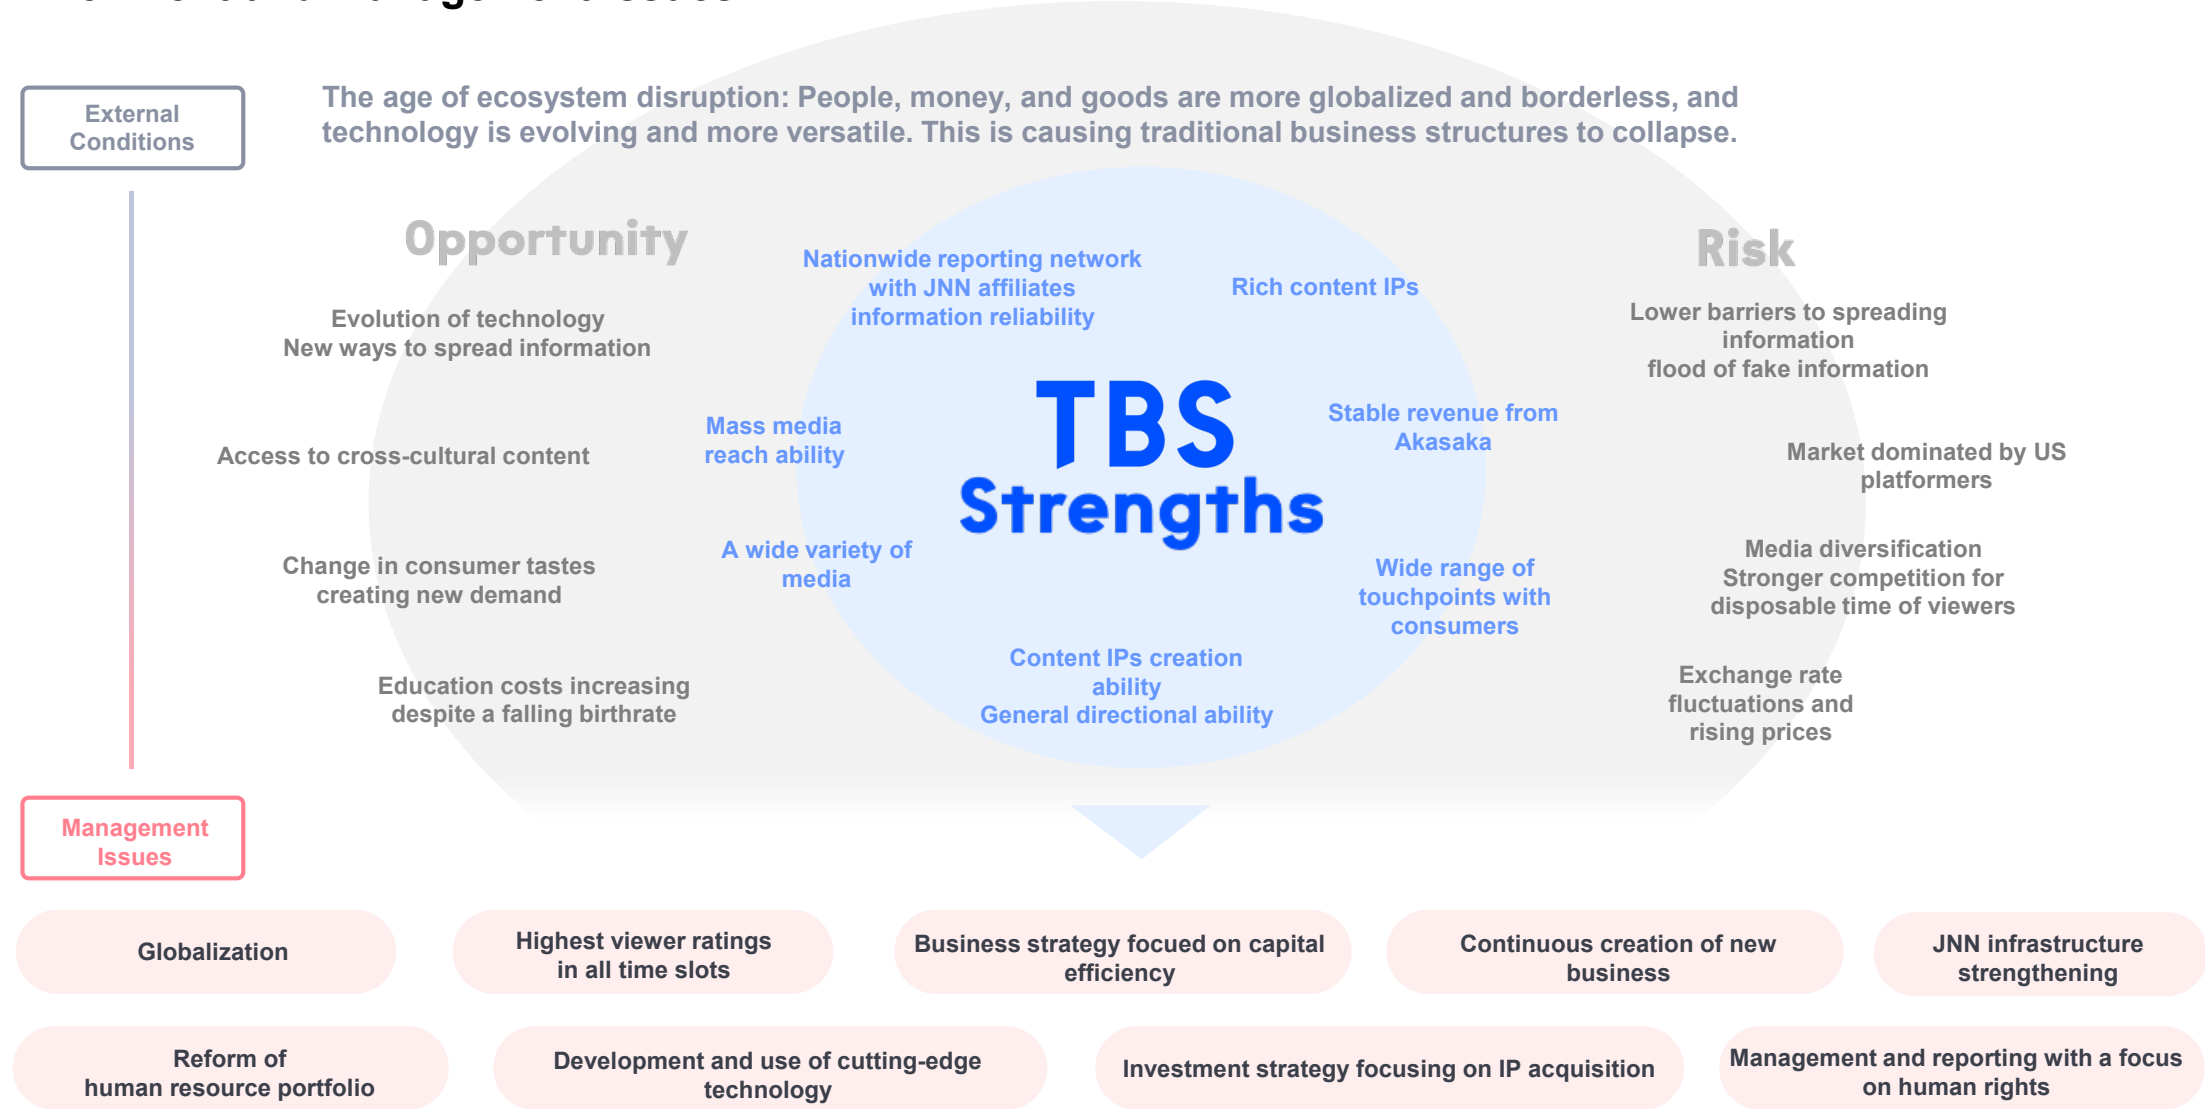 External
Conditions
The age of ecosystem disruption: People, money, and goods are more globalized and borderless, and
technology is evolving and more versatile. This is causing traditional business structures to collapse.
Opportunity
Evolution of technology
New ways to spread information
Access to cross-cultural content
Change in consumer tastes
creating new demand
Education costs increasing
despite a falling birthrate
Nationwide reporting network
with JNN affiliates
information reliability
Rich content IPs
Mass media
reach ability
TBS
Strengths
Stable revenue from
Akasaka
A wide variety of
media
Wide range of
touchpoints with
consumers
Content IPs creation
ability
General directional ability
Risk
Lower barriers to spreading
information
flood of fake information
Market dominated by US
platformers
Media diversification
Stronger competition for
disposable time of viewers
Exchange rate
fluctuations and
rising prices
Management
Issues
Globalization
Highest viewer ratings
in all time slots
Business strategy focued on capital
efficiency
Continuous creation of new
business
JNN infrastructure
strengthening
Reform of
human resource portfolio
Development and use of cutting-edge
technology
Investment strategy focusing on IP acquisition
Management and reporting with a focus
on human rights